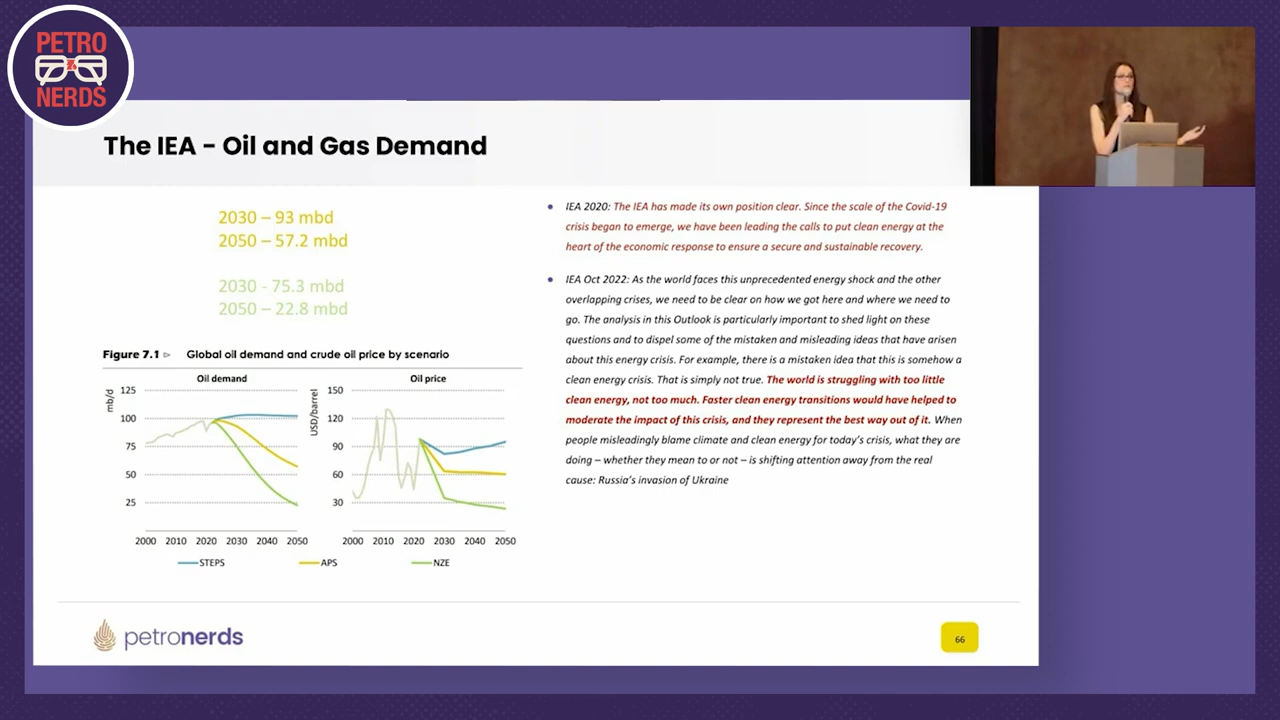 PETRO
NERDS
The IEA – Oil and Gas Demand
2030 – 93 mbd
2050 – 57.2 mbd
2030 - 75.3 mbd
2050 – 22.8 mbd
Figure 7.1 ▷ Global oil demand and crude oil price by scenario
Oil demand
mb/d
125
100
75
50
25
2000 2010 2020 2030 2040 2050
Oil price
USD/barrel
150
120
90
60
30
2000 2010 2020 2030 2040 2050
STEPS APS NZE
• IEA 2020: The IEA has made its own position clear. Since the scale of the Covid-19
crisis began to emerge, we have been leading the calls to put clean energy at the
heart of the economic response to ensure a secure and sustainable recovery.
• IEA Oct 2022: As the world faces this unprecedented energy shock and the other
overlapping crises, we need to be clear on how we got here and where we need to
go. The analysis in this Outlook is particularly important to shed light on these
questions and to dispel some of the mistaken and misleading ideas that have arisen
about this energy crisis. For example, there is a mistaken idea that this is somehow a
clean energy crisis. That is simply not true. The world is struggling with too little
clean energy, not too much. Faster clean energy transitions would have helped to
moderate the impact of this crisis, and they represent the best way out of it. When
people misleadingly blame climate and clean energy for today's crisis, what they are
doing – whether they mean to or not – is shifting attention away from the real
cause: Russia's invasion of Ukraine
petronerds
66